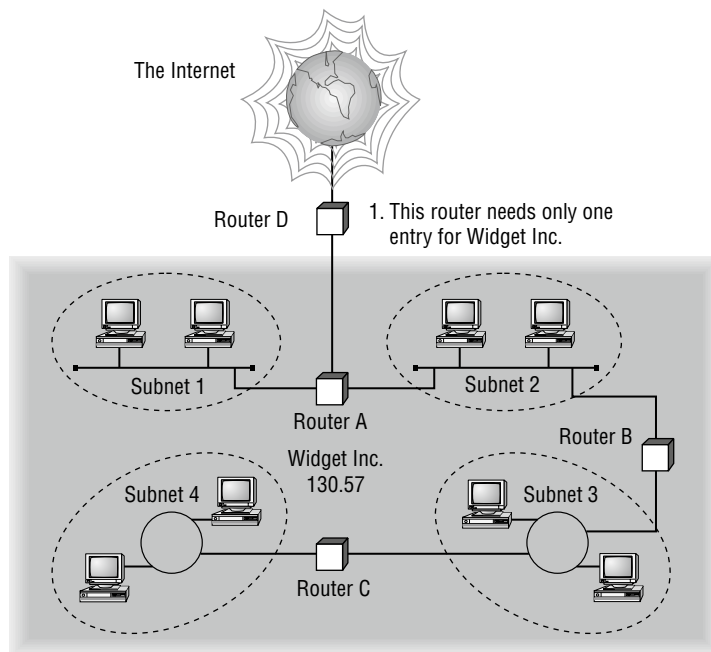 The Internet
Router D
1. This router needs only one
entry for Widget Inc.
Subnet 1
Subnet 2
Router A
Router B
Widget Inc.
130.57
Subnet 4
Subnet 3
Router C